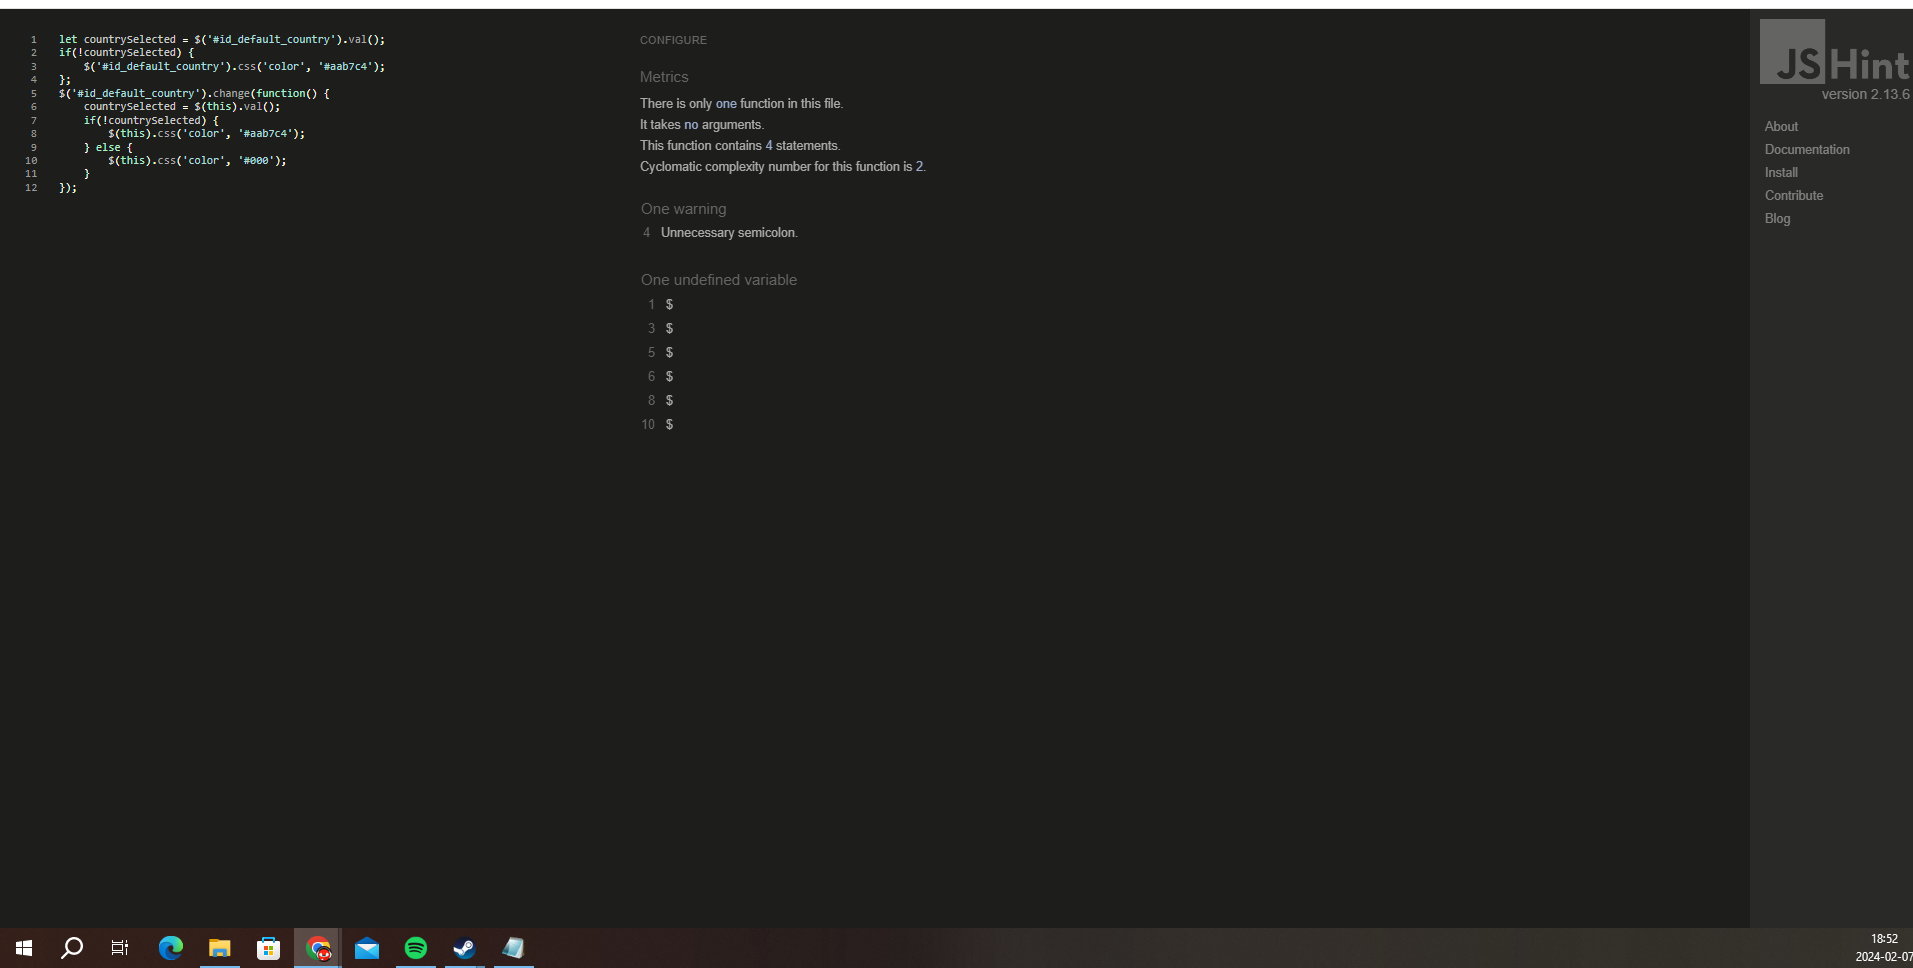 1 let countrySelected = $('#id_default_country').val();
2 if(!countrySelected) {
3 $('#id_default_country').css('color', '#aab7c4');
4 };
5 $('#id_default_country').change(function() {
6 countrySelected = $(this).val();
7 if(!countrySelected) {
8 $(this).css('color', '#aab7c4');
9 } else {
10 $(this).css('color', '#000');
11 }
12 });
CONFIGURE
Metrics
There is only one function in this file.
It takes no arguments.
This function contains 4 statements.
Cyclomatic complexity number for this function is 2.
One warning
4 Unnecessary semicolon.
One undefined variable
1 $
3 $
5 $
6 $
8 $
10 $
JSHint
version 2.13.6
About
Documentation
Install
Contribute
Blog
18:52
2024-02-07